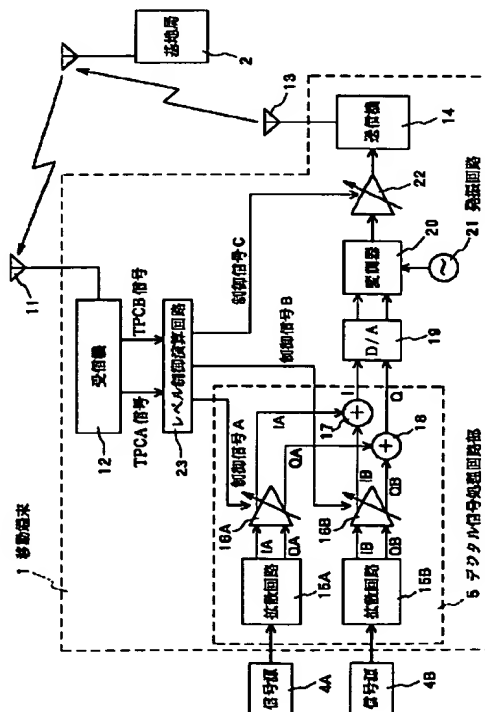 1 移動端末
11
受信機
12
TPCA信号
TPCB信号
レベル制御演算回路
23
基地局
2
13
送信機
14
制御信号C
制御信号B
制御信号A
22
変調器
20
21 発振回路
D/A
19
I
Q
17
18
IA
QA
IB
QB
16A
16B
IA
QA
IB
QB
拡散回路
15A
拡散回路
15B
5 デジタル信号処理回路部
信号源
4A
信号源
4B